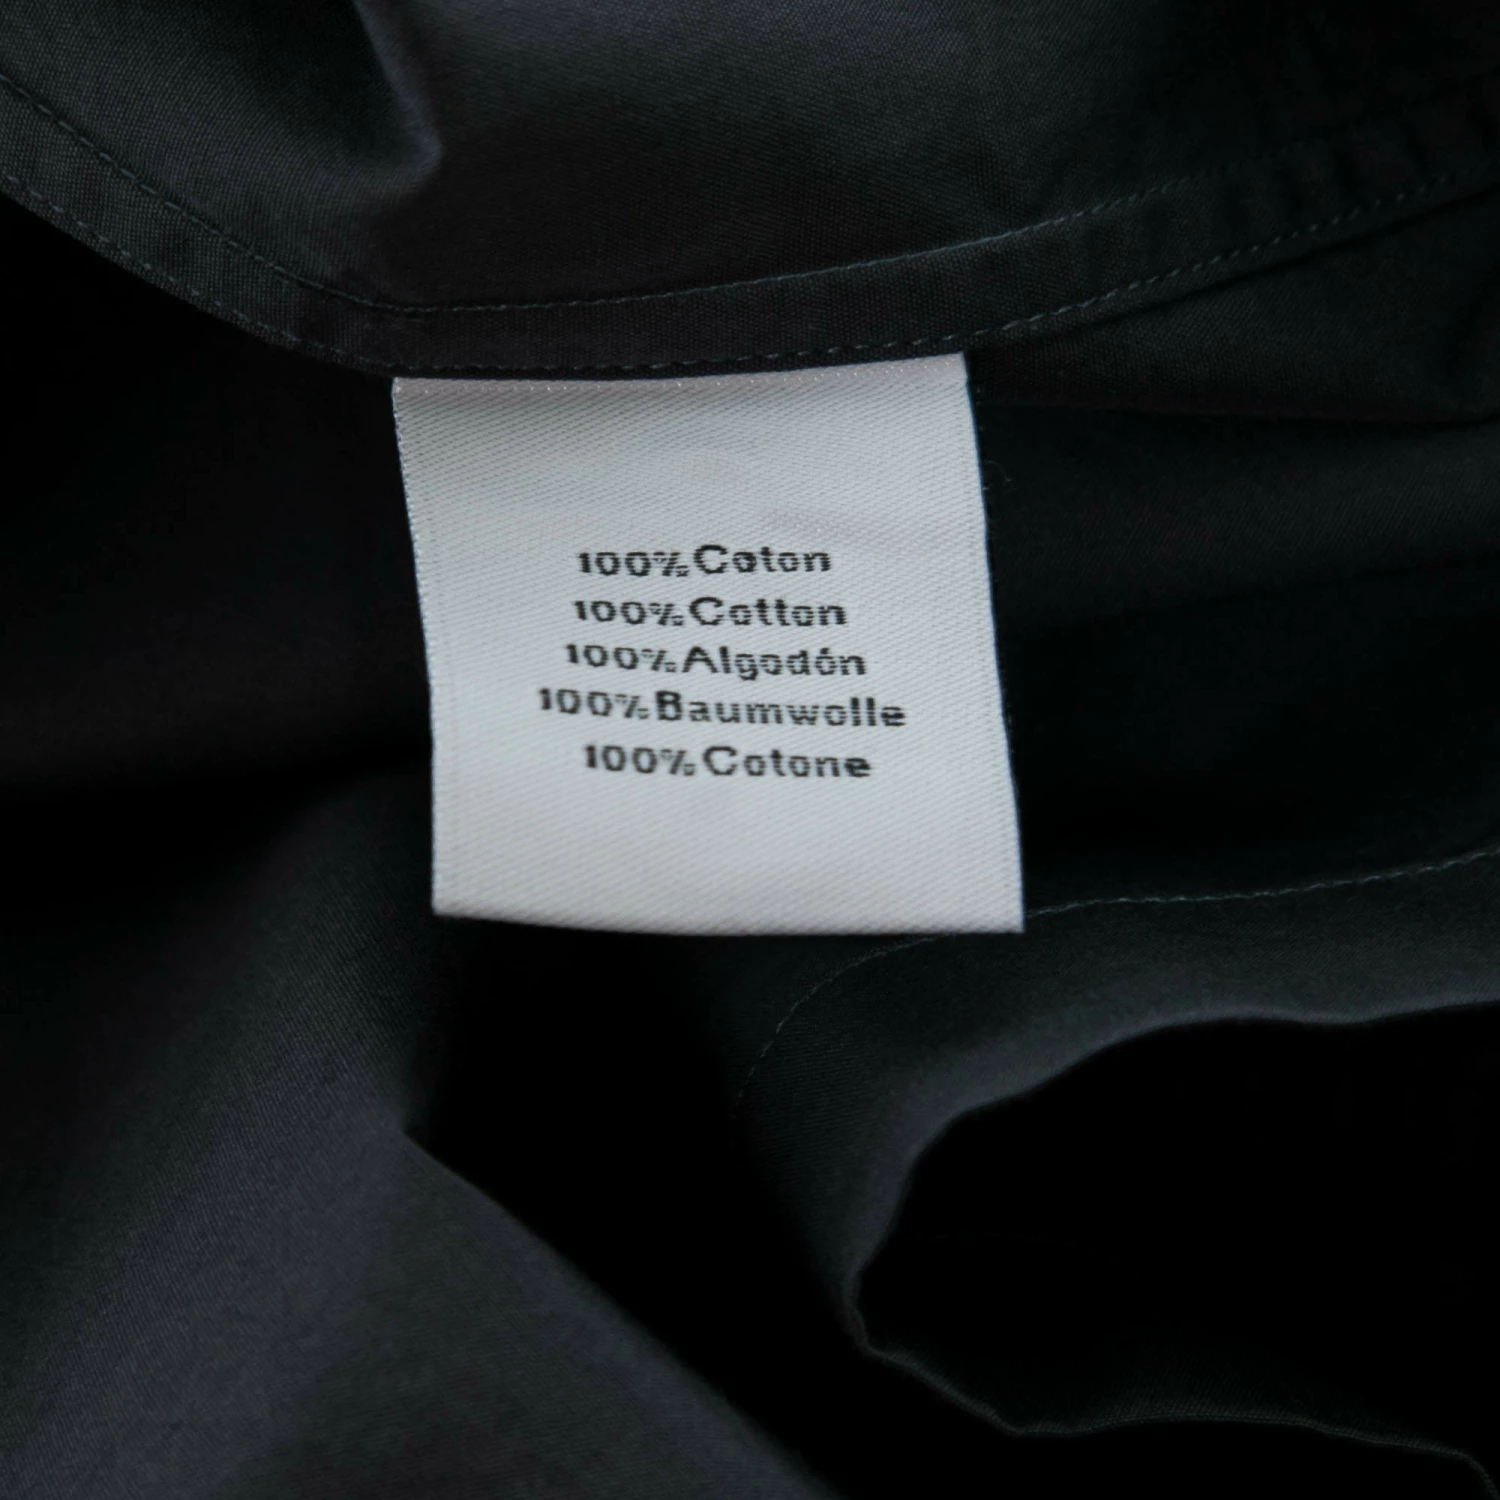 100% Coton
100% Cotton
100% Algodón
100% Baumwolle
100% Cotone